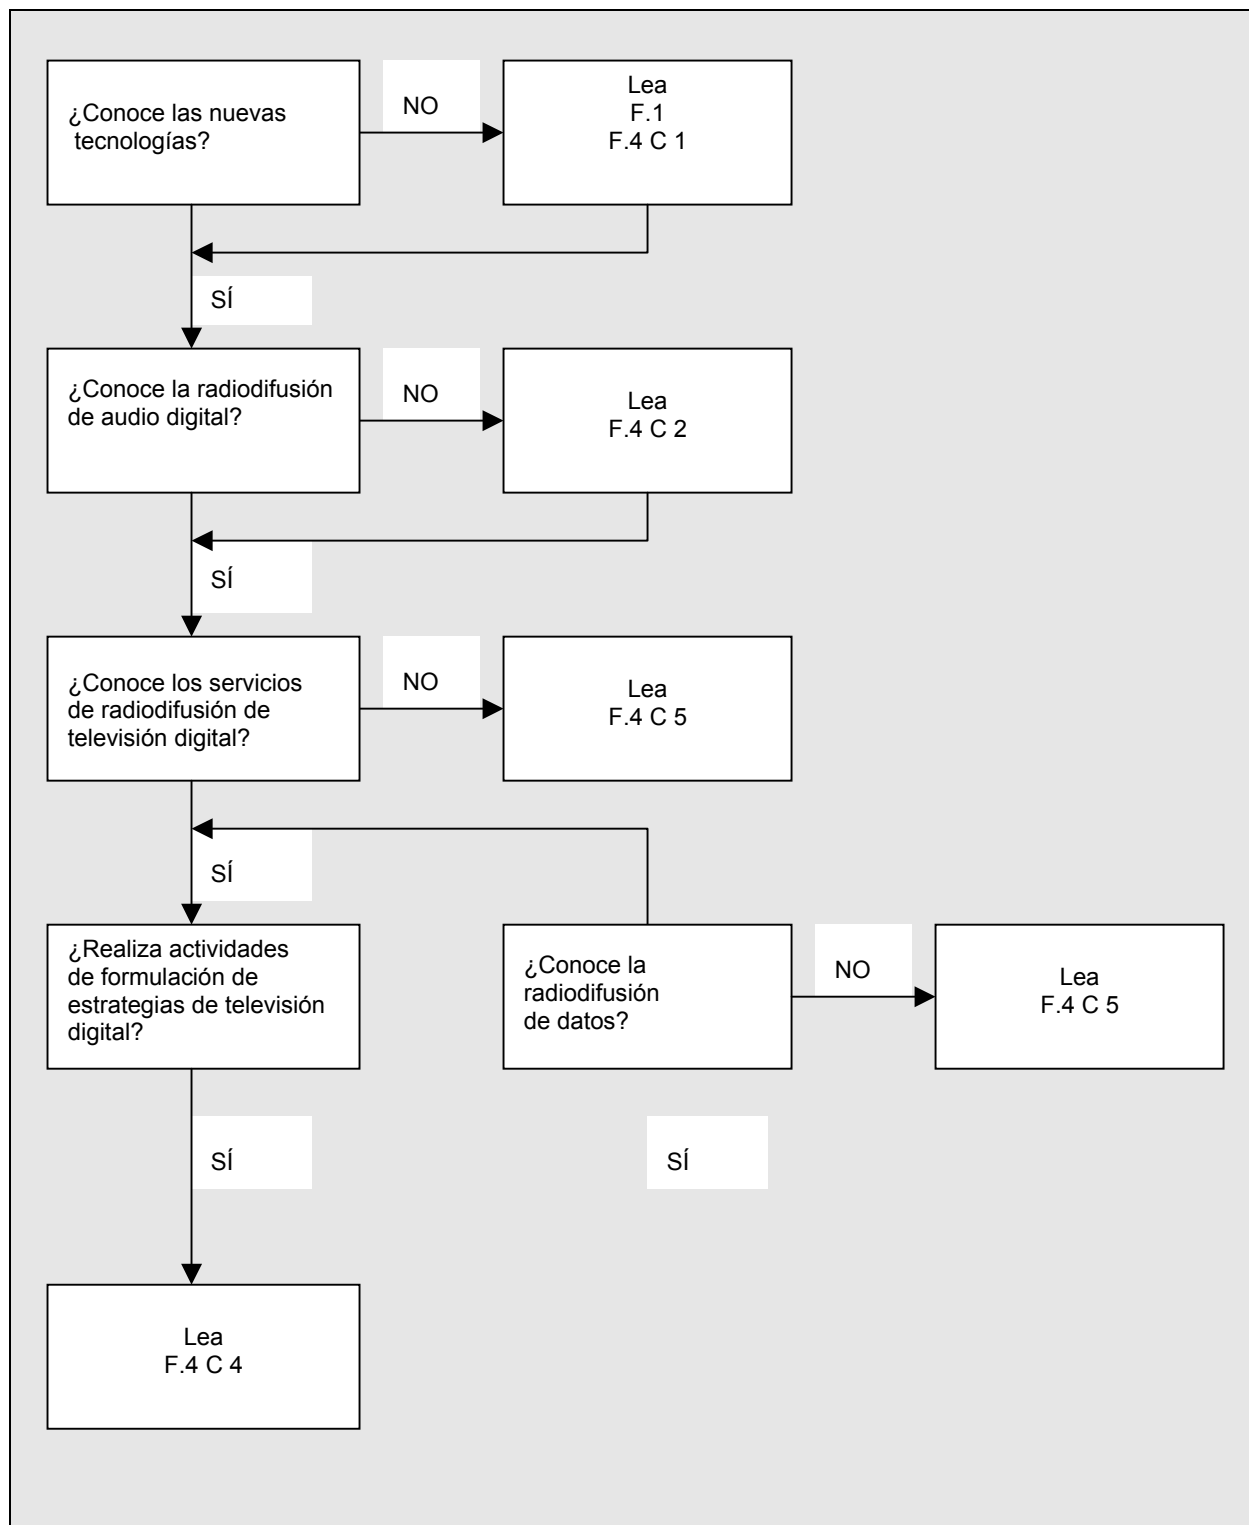 ¿Conoce las nuevas
tecnologías?
NO
Lea
F.1
F.4 C 1
SÍ
¿Conoce la radiodifusión
de audio digital?
NO
Lea
F.4 C 2
SÍ
¿Conoce los servicios
de radiodifusión de
televisión digital?
NO
Lea
F.4 C 5
SÍ
¿Realiza actividades
de formulación de
estrategias de televisión
digital?
¿Conoce la
radiodifusión
de datos?
NO
Lea
F.4 C 5
SÍ
SÍ
Lea
F.4 C 4